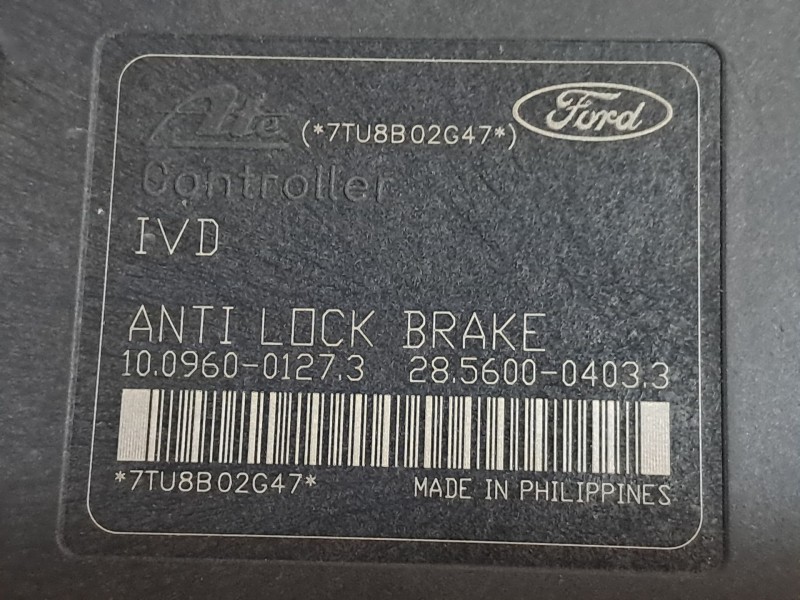 Ate (*7TU8B02G47*) Ford
Controller
IVD
ANTI LOCK BRAKE
10.0960-0127.3 28.5600-0403.3
*7TU8B02G47* MADE IN PHILIPPINES